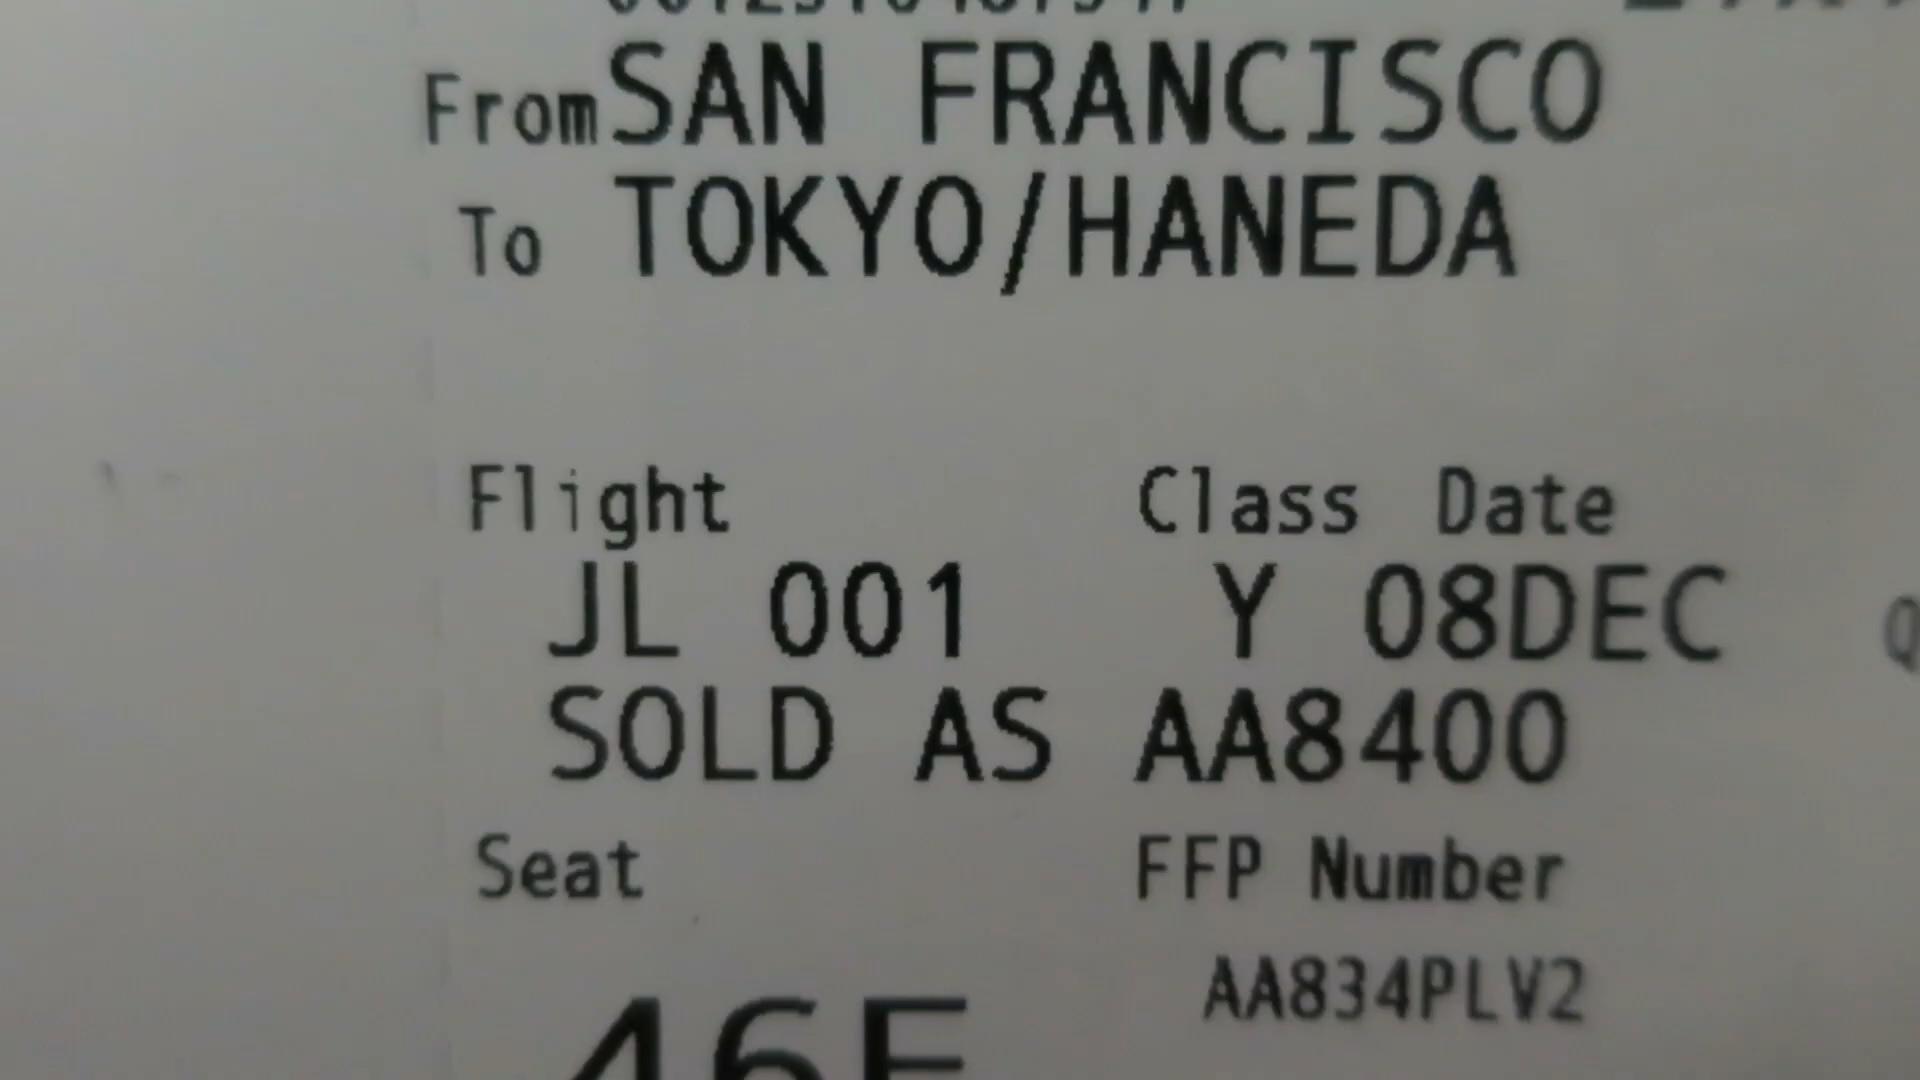 From SAN FRANCISCO
To TOKYO/HANEDA
Flight Class Date
JL 001 Y 08DEC
SOLD AS AA8400
Seat FFP Number
AA834PLV2